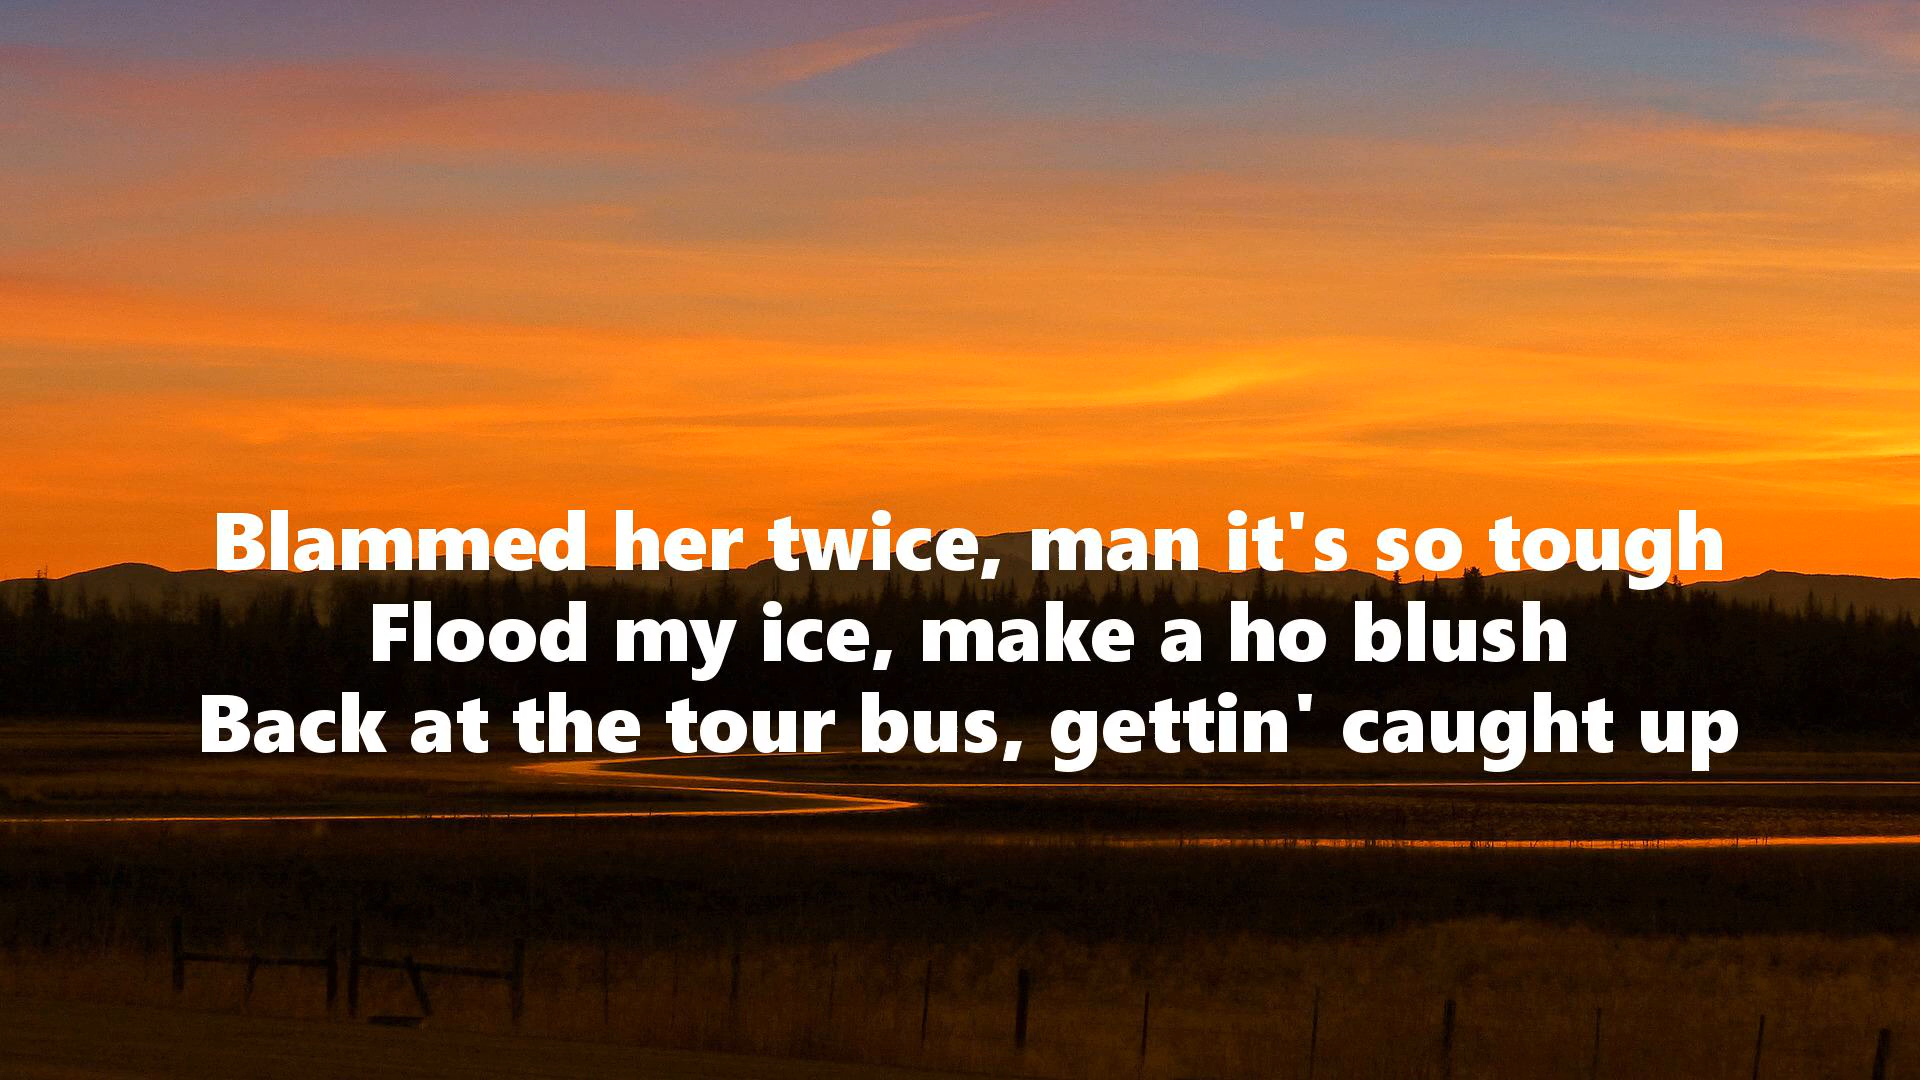 Blammed her twice, man it's so tough
Flood my ice, make a ho blush
Back at the tour bus, gettin' caught up